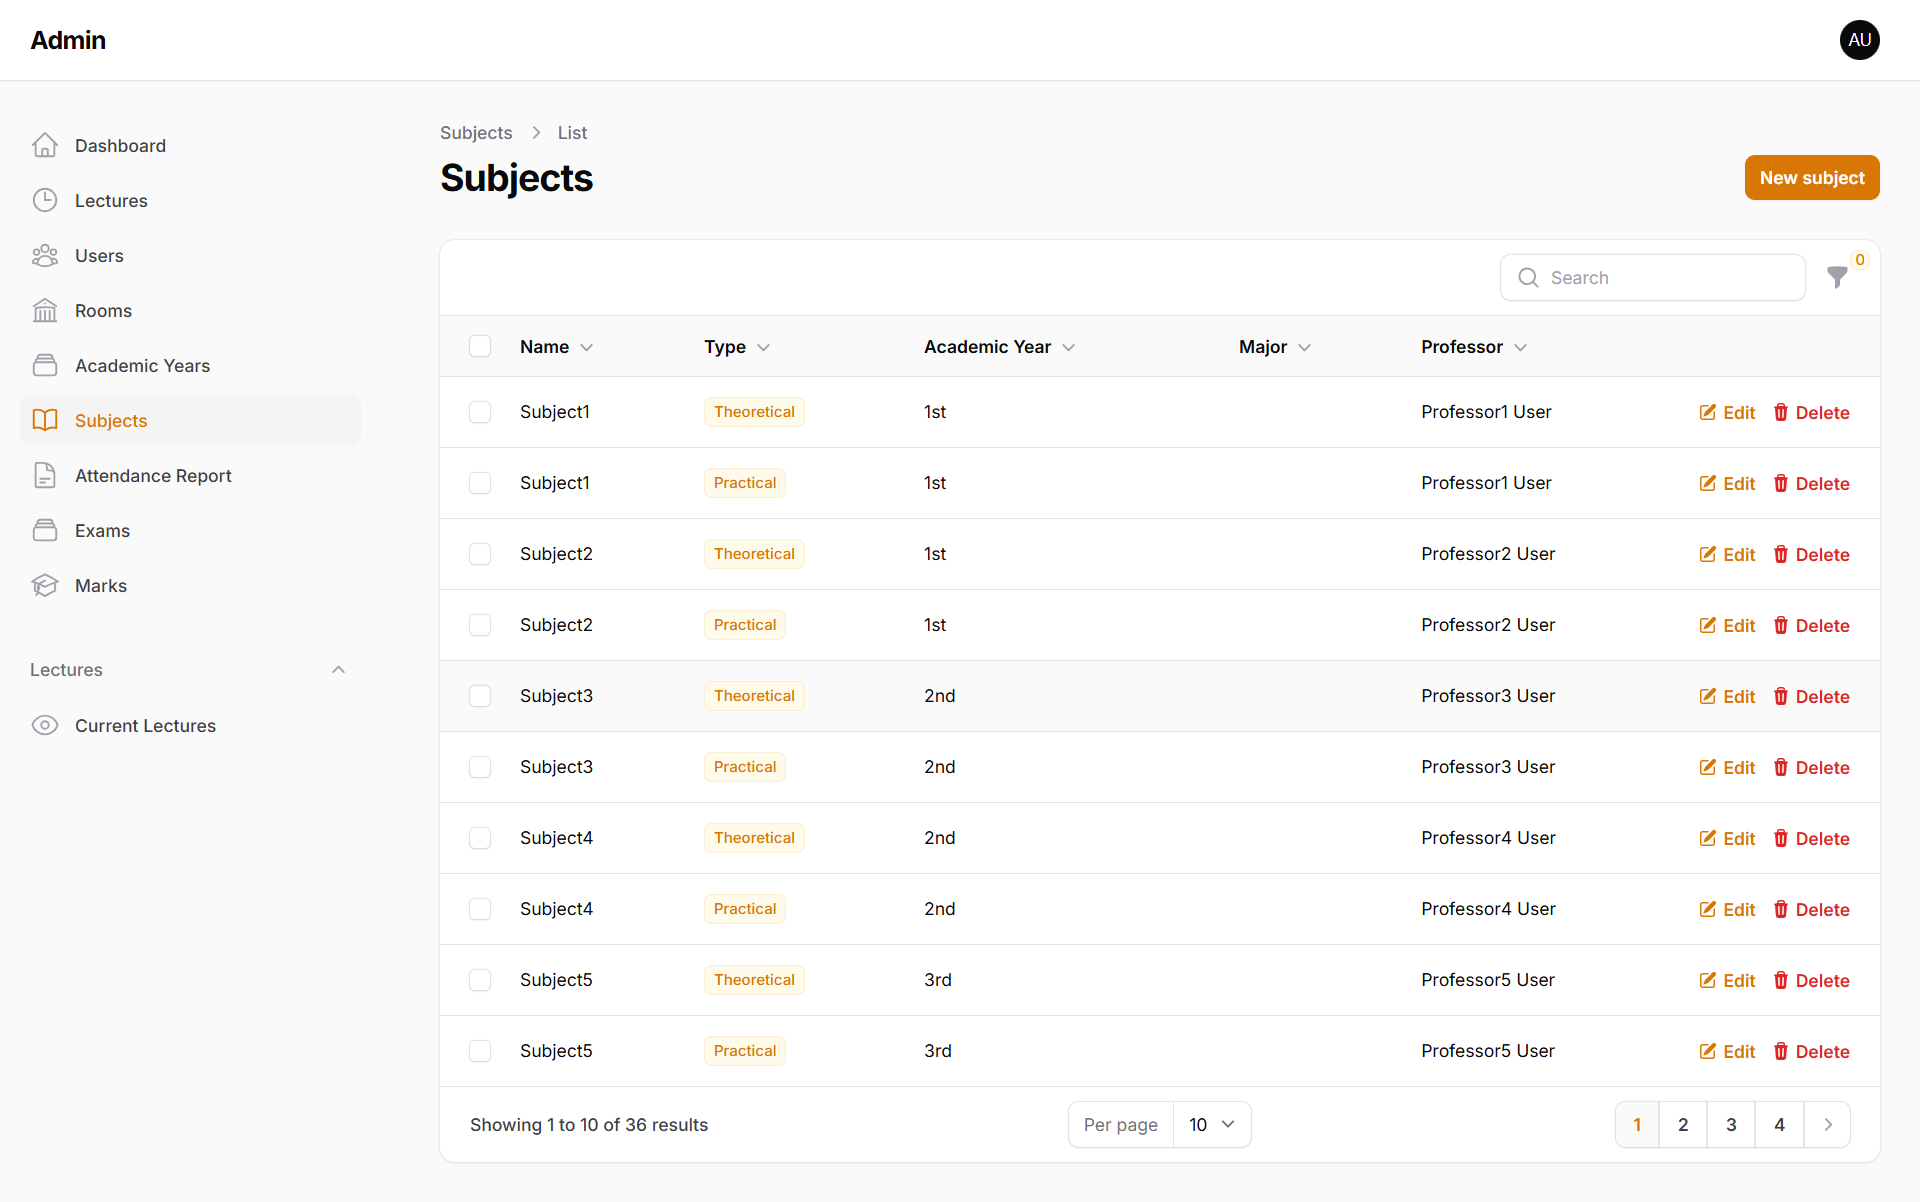 Admin
AU
Dashboard
Lectures
Users
Rooms
Academic Years
Subjects
Attendance Report
Exams
Marks
Lectures
Current Lectures
Subjects List
Subjects
New subject
Search
0
Name Type Academic Year Major Professor
Subject1 Theoretical 1st Professor1 User Edit Delete
Subject1 Practical 1st Professor1 User Edit Delete
Subject2 Theoretical 1st Professor2 User Edit Delete
Subject2 Practical 1st Professor2 User Edit Delete
Subject3 Theoretical 2nd Professor3 User Edit Delete
Subject3 Practical 2nd Professor3 User Edit Delete
Subject4 Theoretical 2nd Professor4 User Edit Delete
Subject4 Practical 2nd Professor4 User Edit Delete
Subject5 Theoretical 3rd Professor5 User Edit Delete
Subject5 Practical 3rd Professor5 User Edit Delete
Showing 1 to 10 of 36 results Per page 10 1 2 3 4